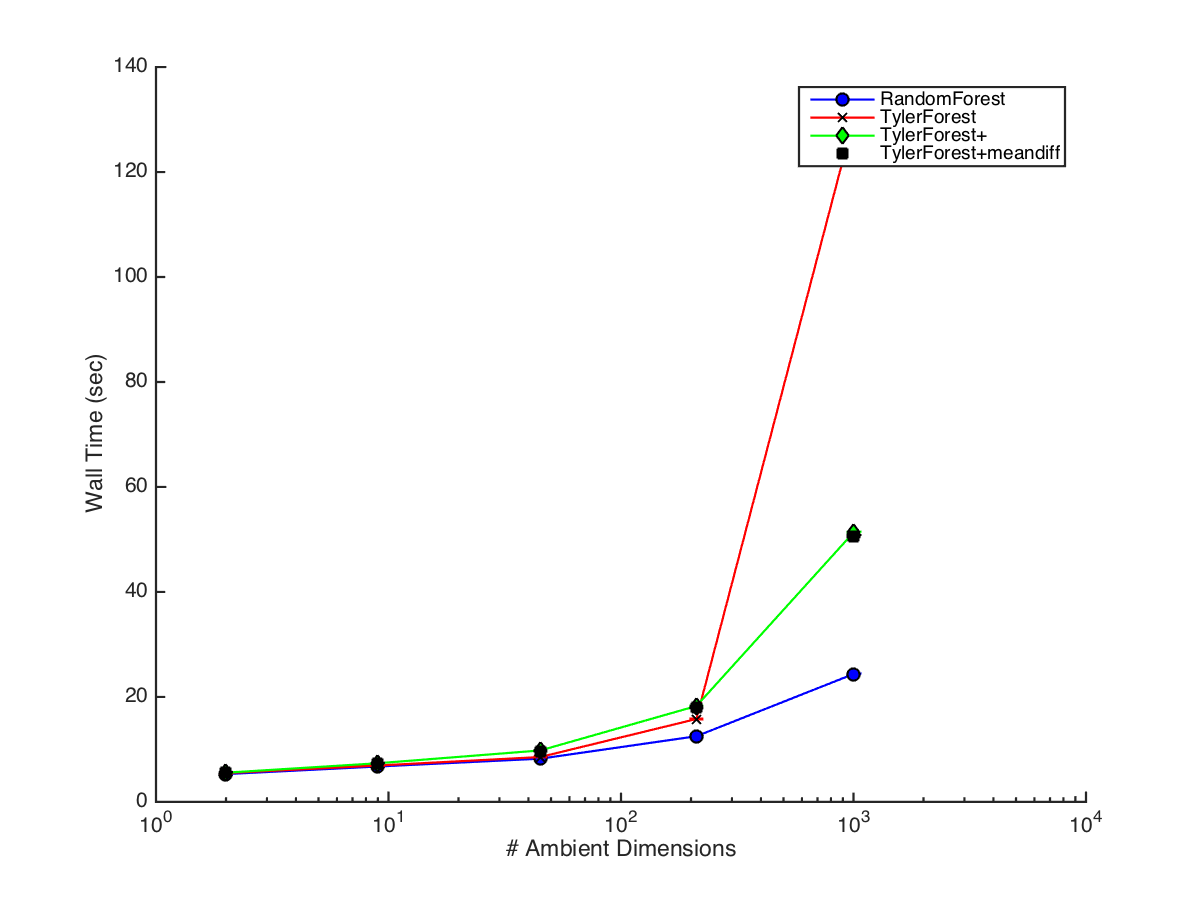 140
120
100
80
60
40
20
0
Wall Time (sec)
RandomForest
TylerForest
TylerForest+
TylerForest+meandiff
10^0
10^1
10^2
10^3
10^4
# Ambient Dimensions